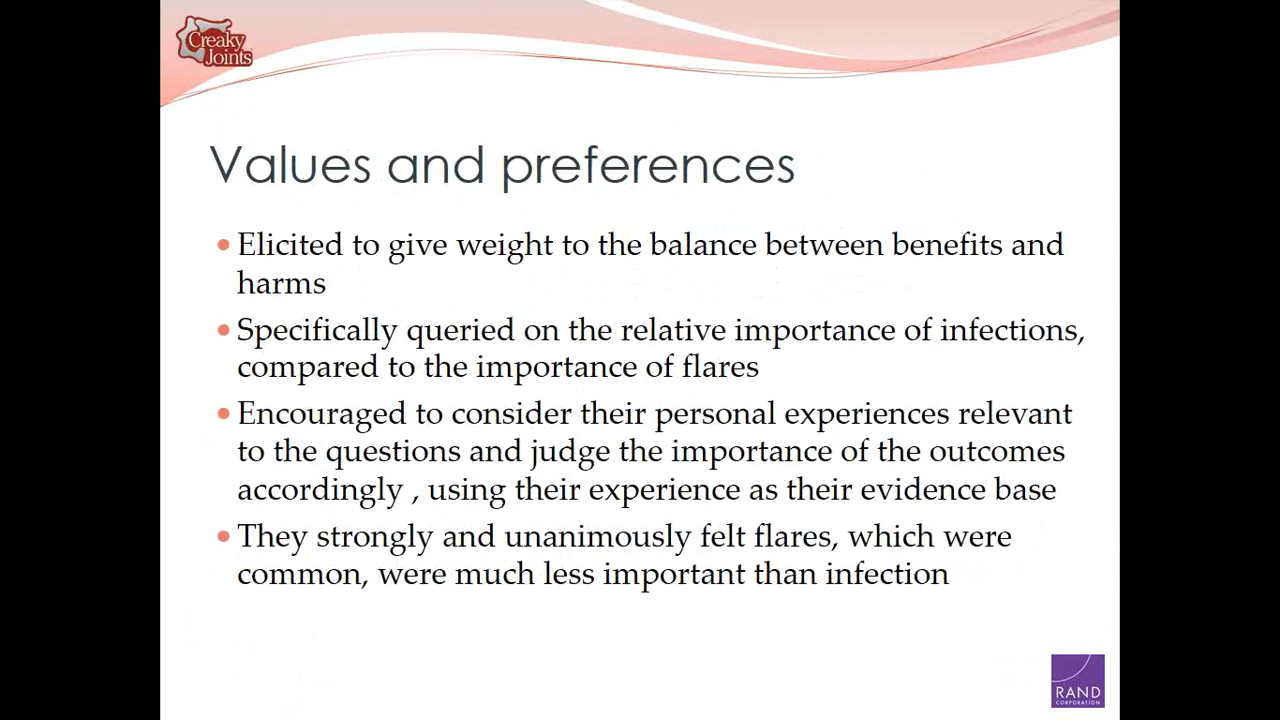 Creaky
Joints
Values and preferences
• Elicited to give weight to the balance between benefits and
harms
• Specifically queried on the relative importance of infections,
compared to the importance of flares
• Encouraged to consider their personal experiences relevant
to the questions and judge the importance of the outcomes
accordingly , using their experience as their evidence base
• They strongly and unanimously felt flares, which were
common, were much less important than infection
RAND
CORPORATION